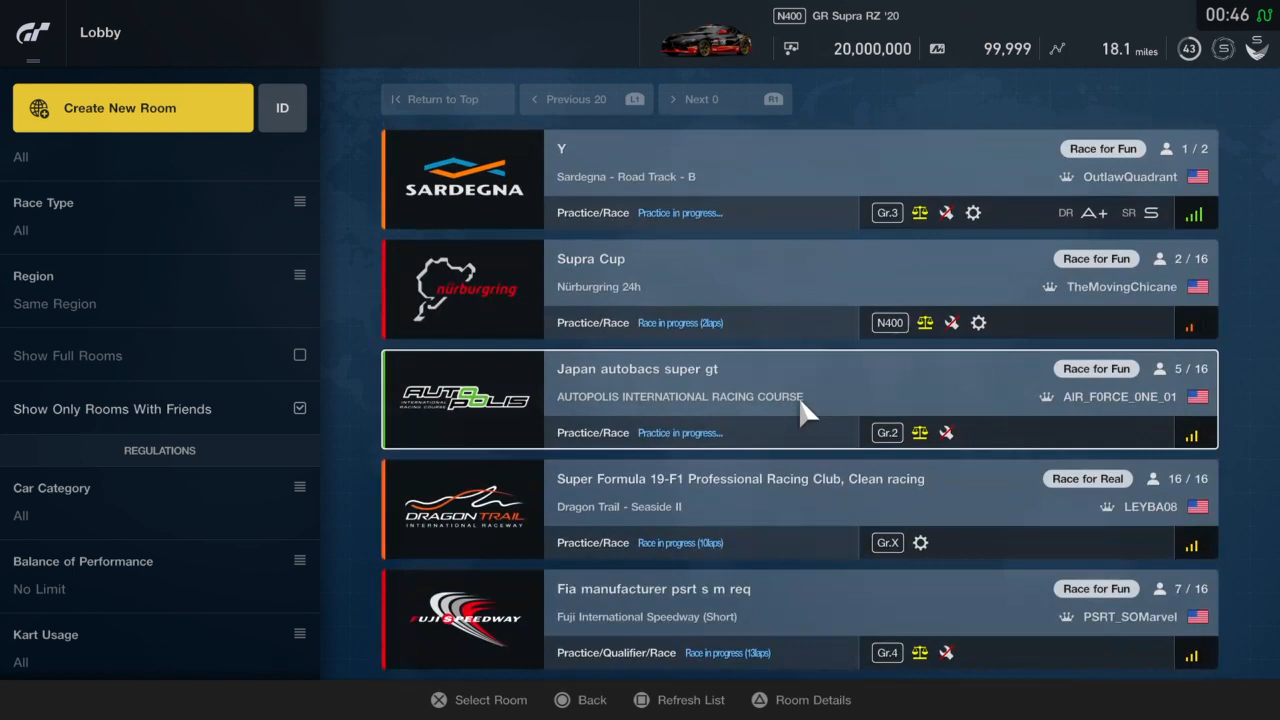 Lobby
N400 GR Supra RZ '20
00:46
20,000,000
99,999
18.1 miles
43
S
S
Create New Room
ID
All
Race Type
All
Region
Same Region
Show Full Rooms
Show Only Rooms With Friends
REGULATIONS
Car Category
All
Balance of Performance
No Limit
Kart Usage
All
Return to Top
Previous 20 L1
Next 0 R1
SARDEGNA
Y
Race for Fun 1 / 2
Sardegna - Road Track - B
OutlawQuadrant
Practice/Race Practice in progress...
Gr.3
DR A+ SR S
nürburgring
Supra Cup
Race for Fun 2 / 16
Nürburgring 24h
TheMovingChicane
Practice/Race Race in progress (2laps)
N400
AUTOPOLIS
INTERNATIONAL RACING COURSE
Japan autobacs super gt
Race for Fun 5 / 16
AUTOPOLIS INTERNATIONAL RACING COURSE
AIR_F0RCE_0NE_01
Practice/Race Practice in progress...
Gr.2
DRAGON TRAIL
INTERNATIONAL RACEWAY
Super Formula 19-F1 Professional Racing Club, Clean racing
Race for Real 16 / 16
Dragon Trail - Seaside II
LEYBA08
Practice/Race Race in progress (10laps)
Gr.X
FUJI SPEEDWAY
Fia manufacturer psrt s m req
Race for Fun 7 / 16
Fuji International Speedway (Short)
PSRT_SOMarvel
Practice/Qualifier/Race Race in progress (13laps)
Gr.4
Select Room
Back
Refresh List
Room Details